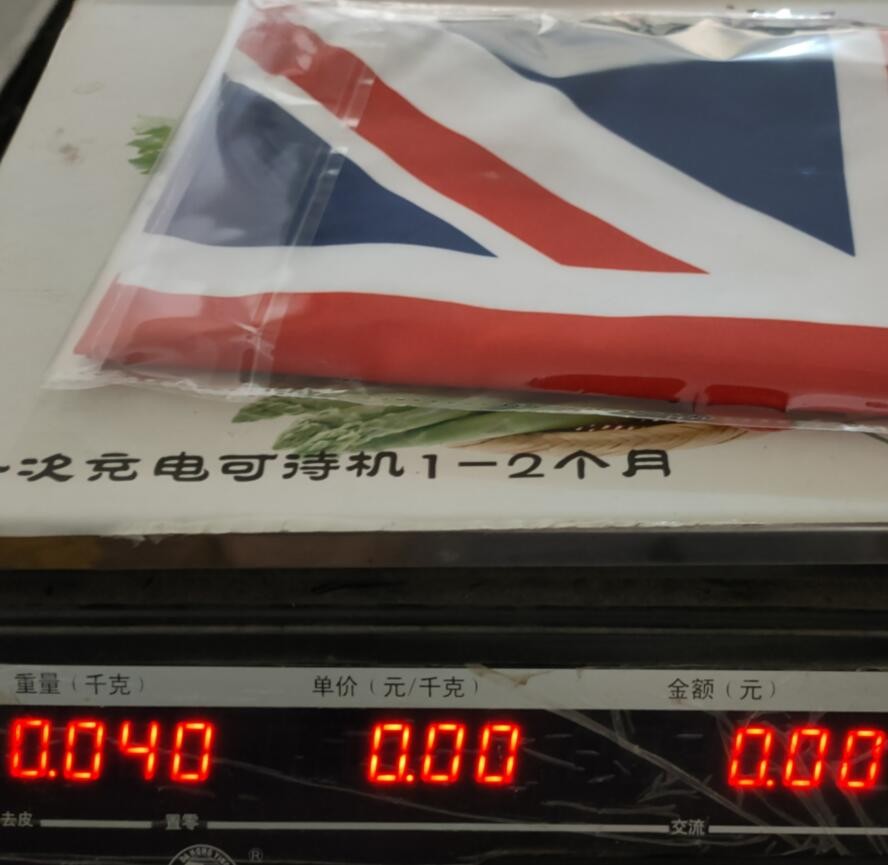 次充电可待机1-2个月
重量（千克） 单价（元/千克） 金额（元）
0.040 0.00 0.00
去皮 置零 交流
®